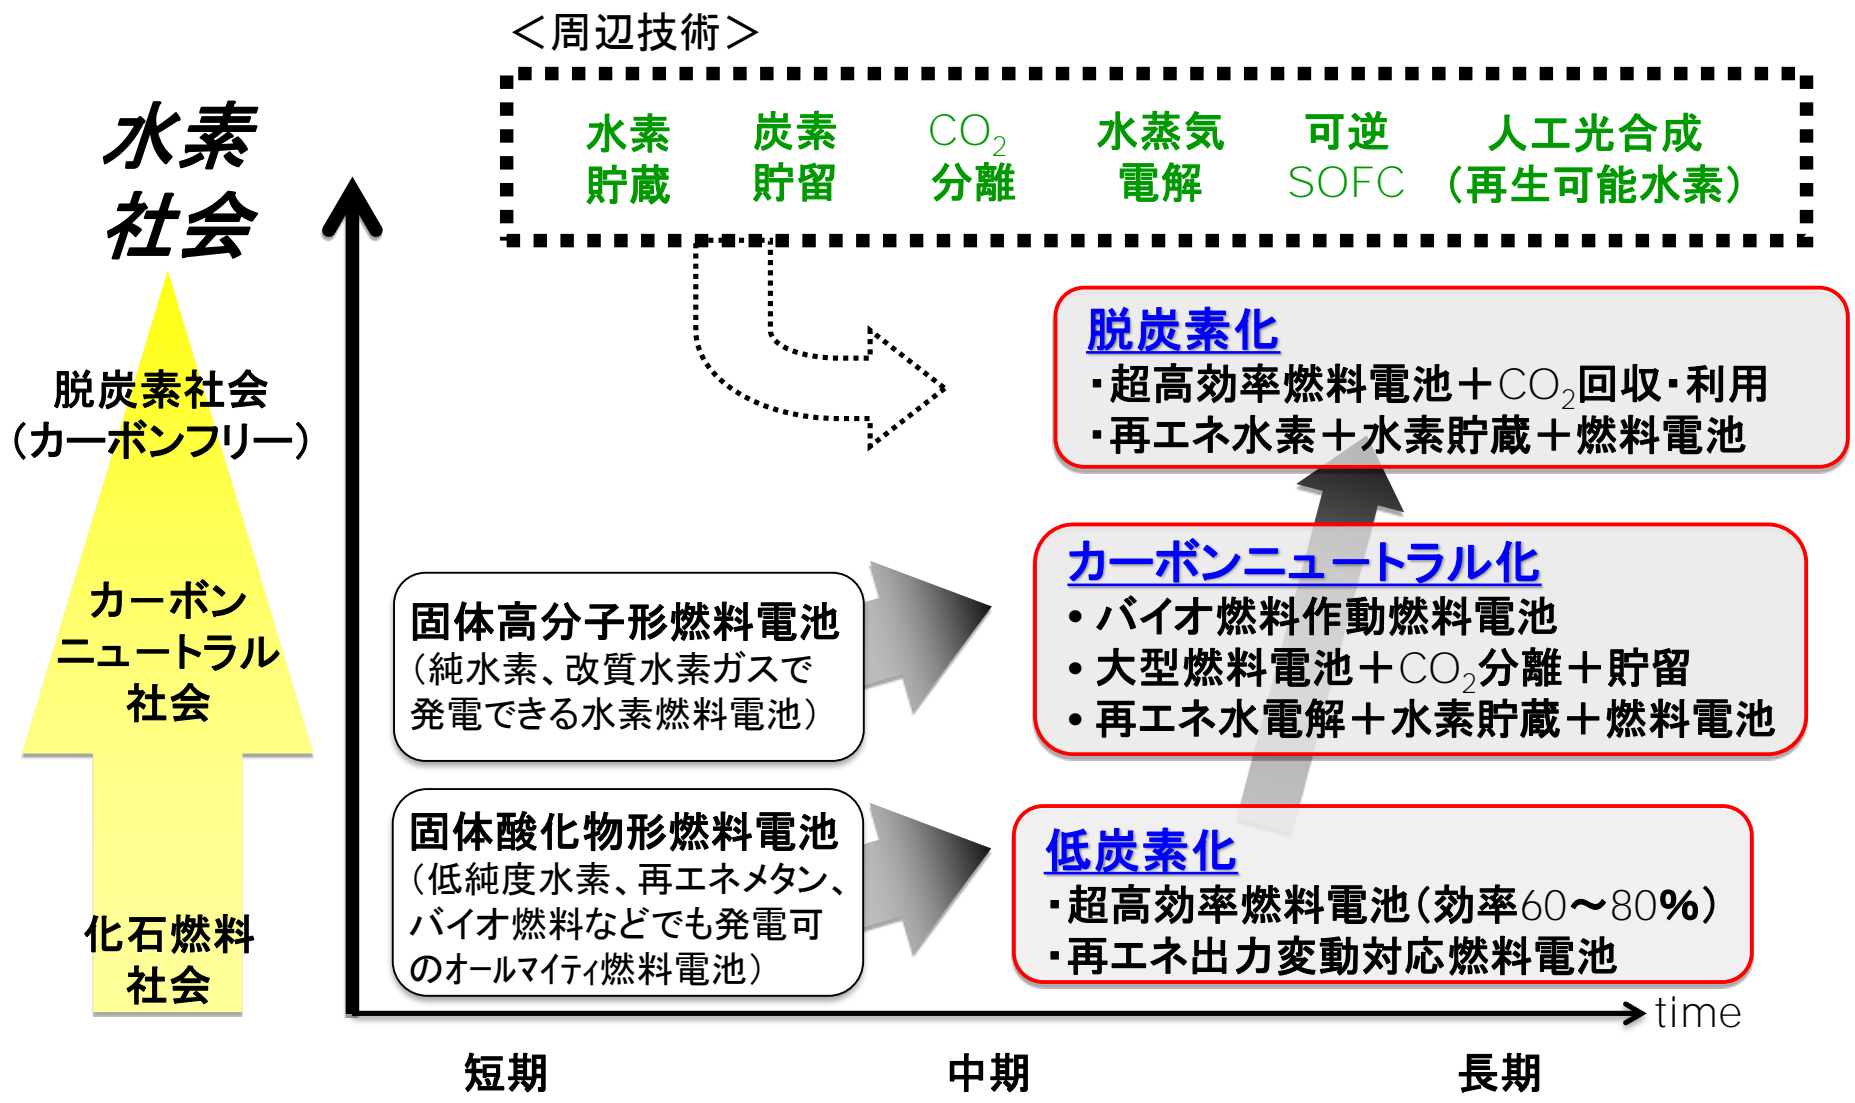 ＜周辺技術＞
水素
貯蔵
炭素
貯留
CO₂
分離
水蒸気
電解
可逆
SOFC
人工光合成
（再生可能水素）
水素
社会
脱炭素社会
（カーボンフリー）
カーボン
ニュートラル
社会
化石燃料
社会
脱炭素化
・超高効率燃料電池＋CO₂回収・利用
・再エネ水素＋水素貯蔵＋燃料電池
固体高分子形燃料電池
（純水素、改質水素ガスで
発電できる水素燃料電池）
カーボンニュートラル化
• バイオ燃料作動燃料電池
• 大型燃料電池＋CO₂分離＋貯留
• 再エネ水電解＋水素貯蔵＋燃料電池
固体酸化物形燃料電池
（低純度水素、再エネメタン、
バイオ燃料などでも発電可
のオールマイティ燃料電池）
低炭素化
・超高効率燃料電池（効率60～80%）
・再エネ出力変動対応燃料電池
time
短期
中期
長期